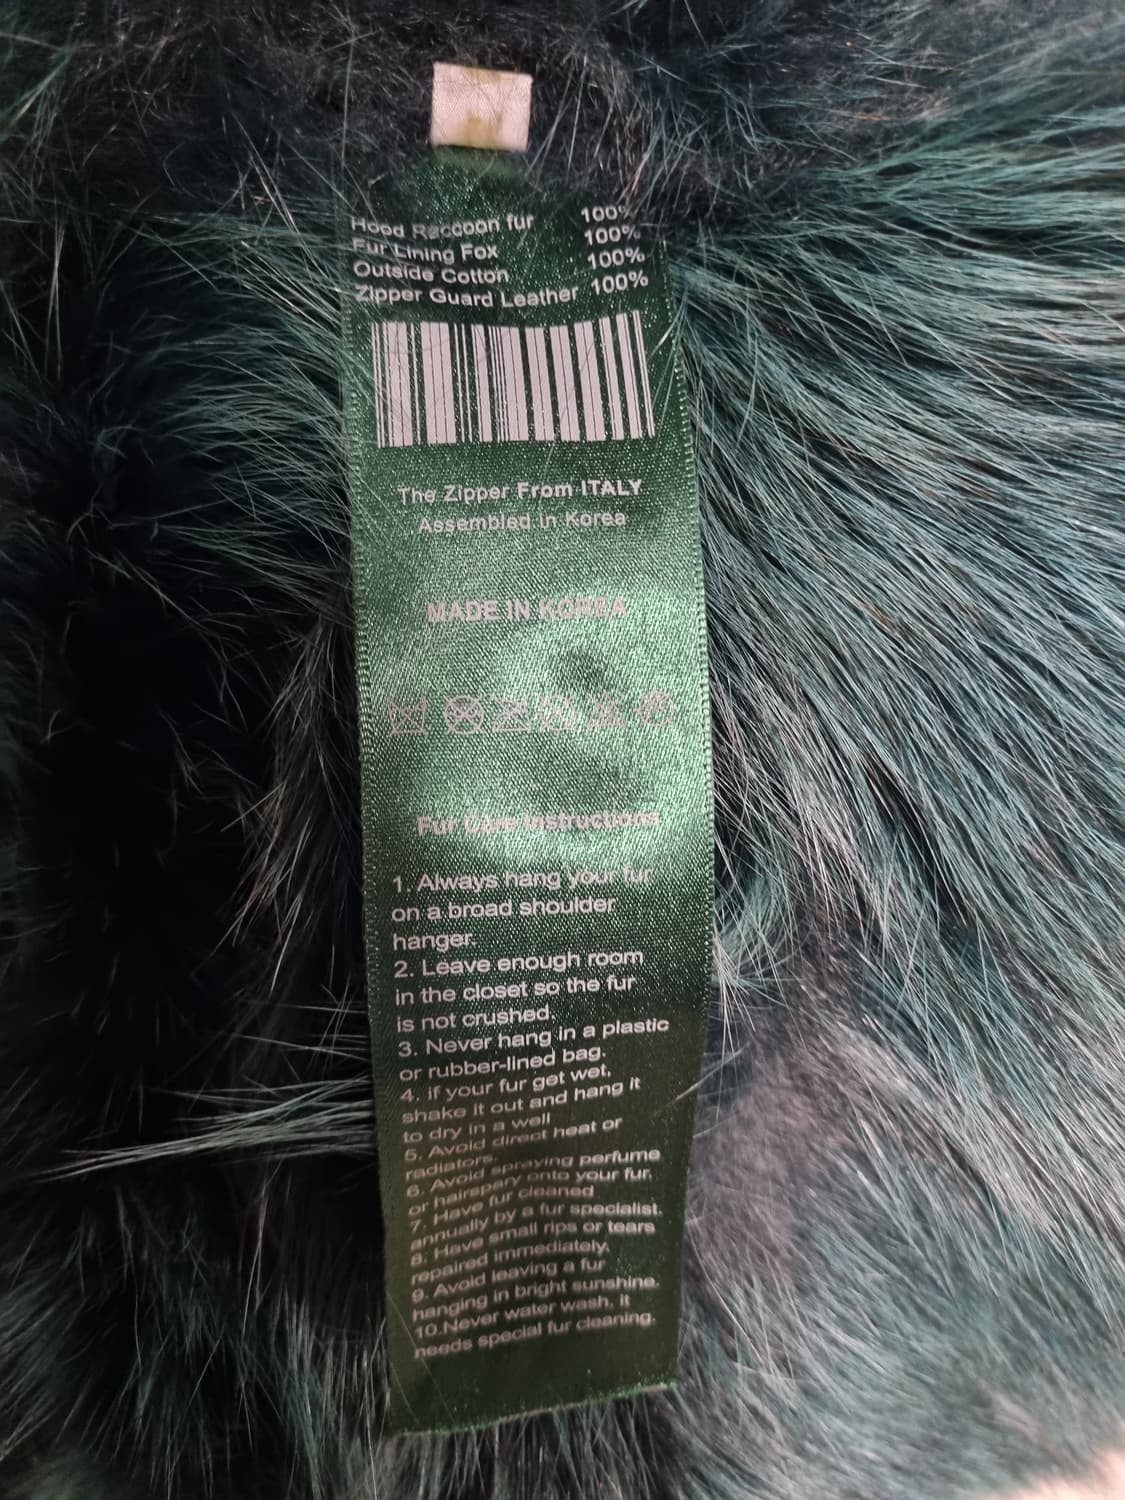 Hood Raccoon fur 100%
Fur Lining Fox 100%
Outside Cotton 100%
Zipper Guard Leather 100%
The Zipper From ITALY
Assembled in Korea
MADE IN KOREA
Fur Care Instructions
1. Always hang your fur
on a broad shoulder
hanger.
2. Leave enough room
in the closet so the fur
is not crushed.
3. Never hang in a plastic
or rubber-lined bag.
4. if your fur get wet,
shake it out and hang it
to dry in a well
5. Avoid direct heat or
radiators.
6. Avoid spraying perfume
or hairspary onto your fur.
7. Have fur cleaned
annually by a fur specialist.
8. Have small rips or tears
repaired immediately.
9. Avoid leaving a fur
hanging in bright sunshine.
10.Never water wash, it
needs special fur cleaning.